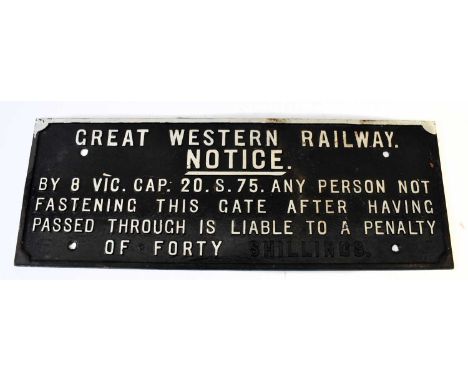 GREAT WESTERN RAILWAY.
NOTICE.
BY 8 VIC. CAP. 20. S. 75. ANY PERSON NOT
FASTENING THIS GATE AFTER HAVING
PASSED THROUGH IS LIABLE TO A PENALTY
OF FORTY SHILLINGS.